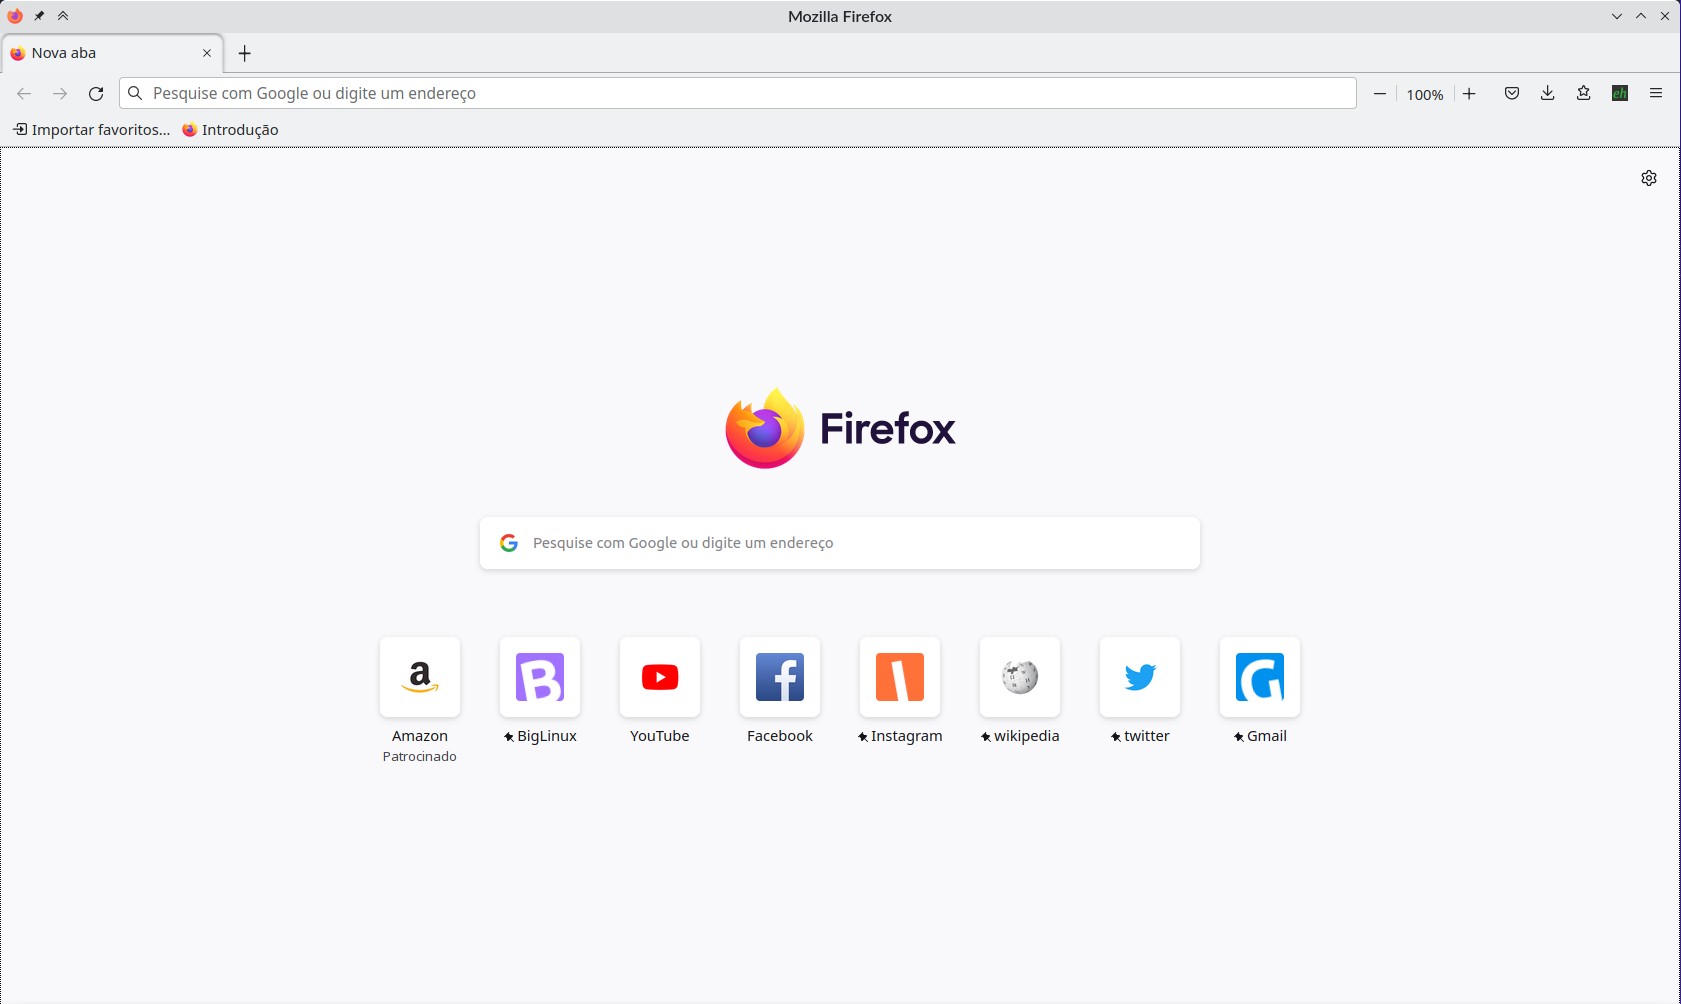 Mozilla Firefox
Nova aba
Pesquise com Google ou digite um endereço
100%
eh
Importar favoritos...
Introdução
Firefox
Pesquise com Google ou digite um endereço
Amazon
Patrocinado
BigLinux
YouTube
Facebook
Instagram
wikipedia
twitter
Gmail